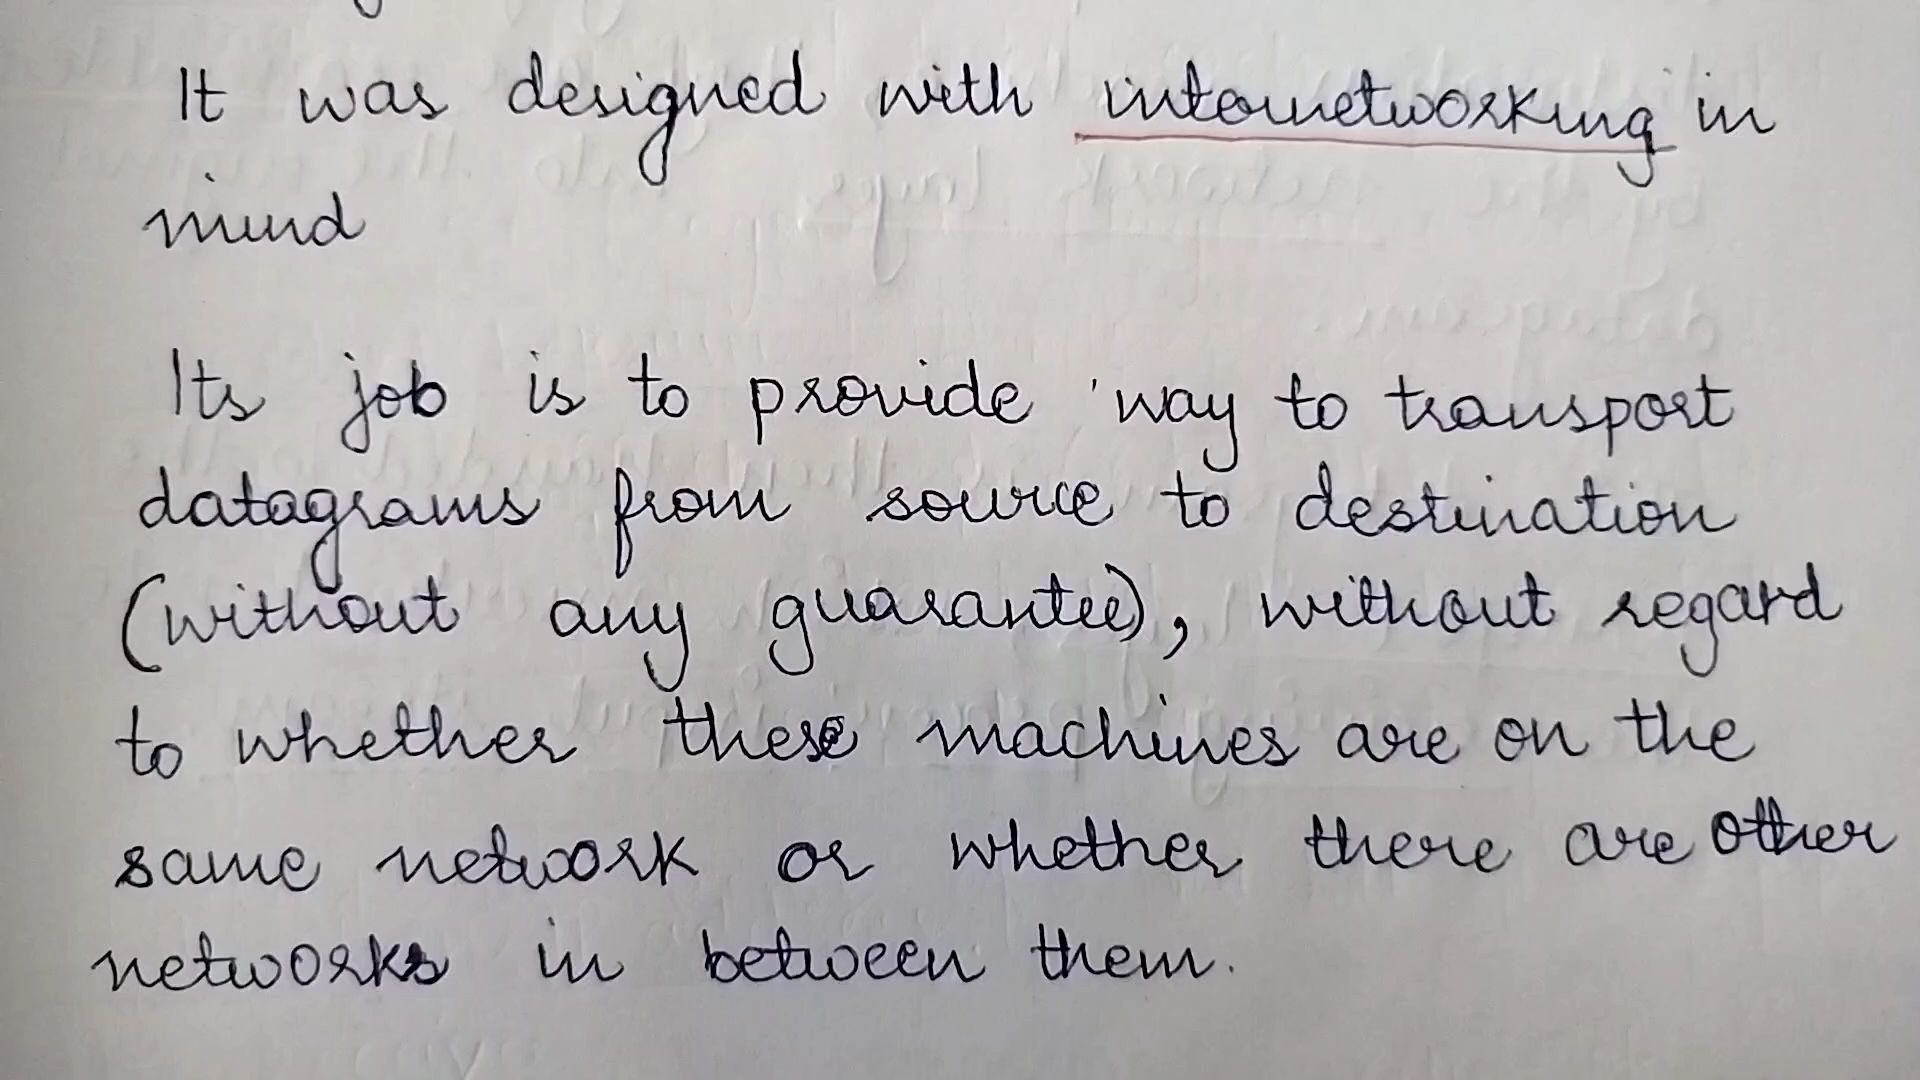 It was designed with internetworking in
mind
Its job is to provide way to transport
datagrams from source to destination
(without any guarantee), without regard
to whether these machines are on the
same network or whether there are other
networks in between them.